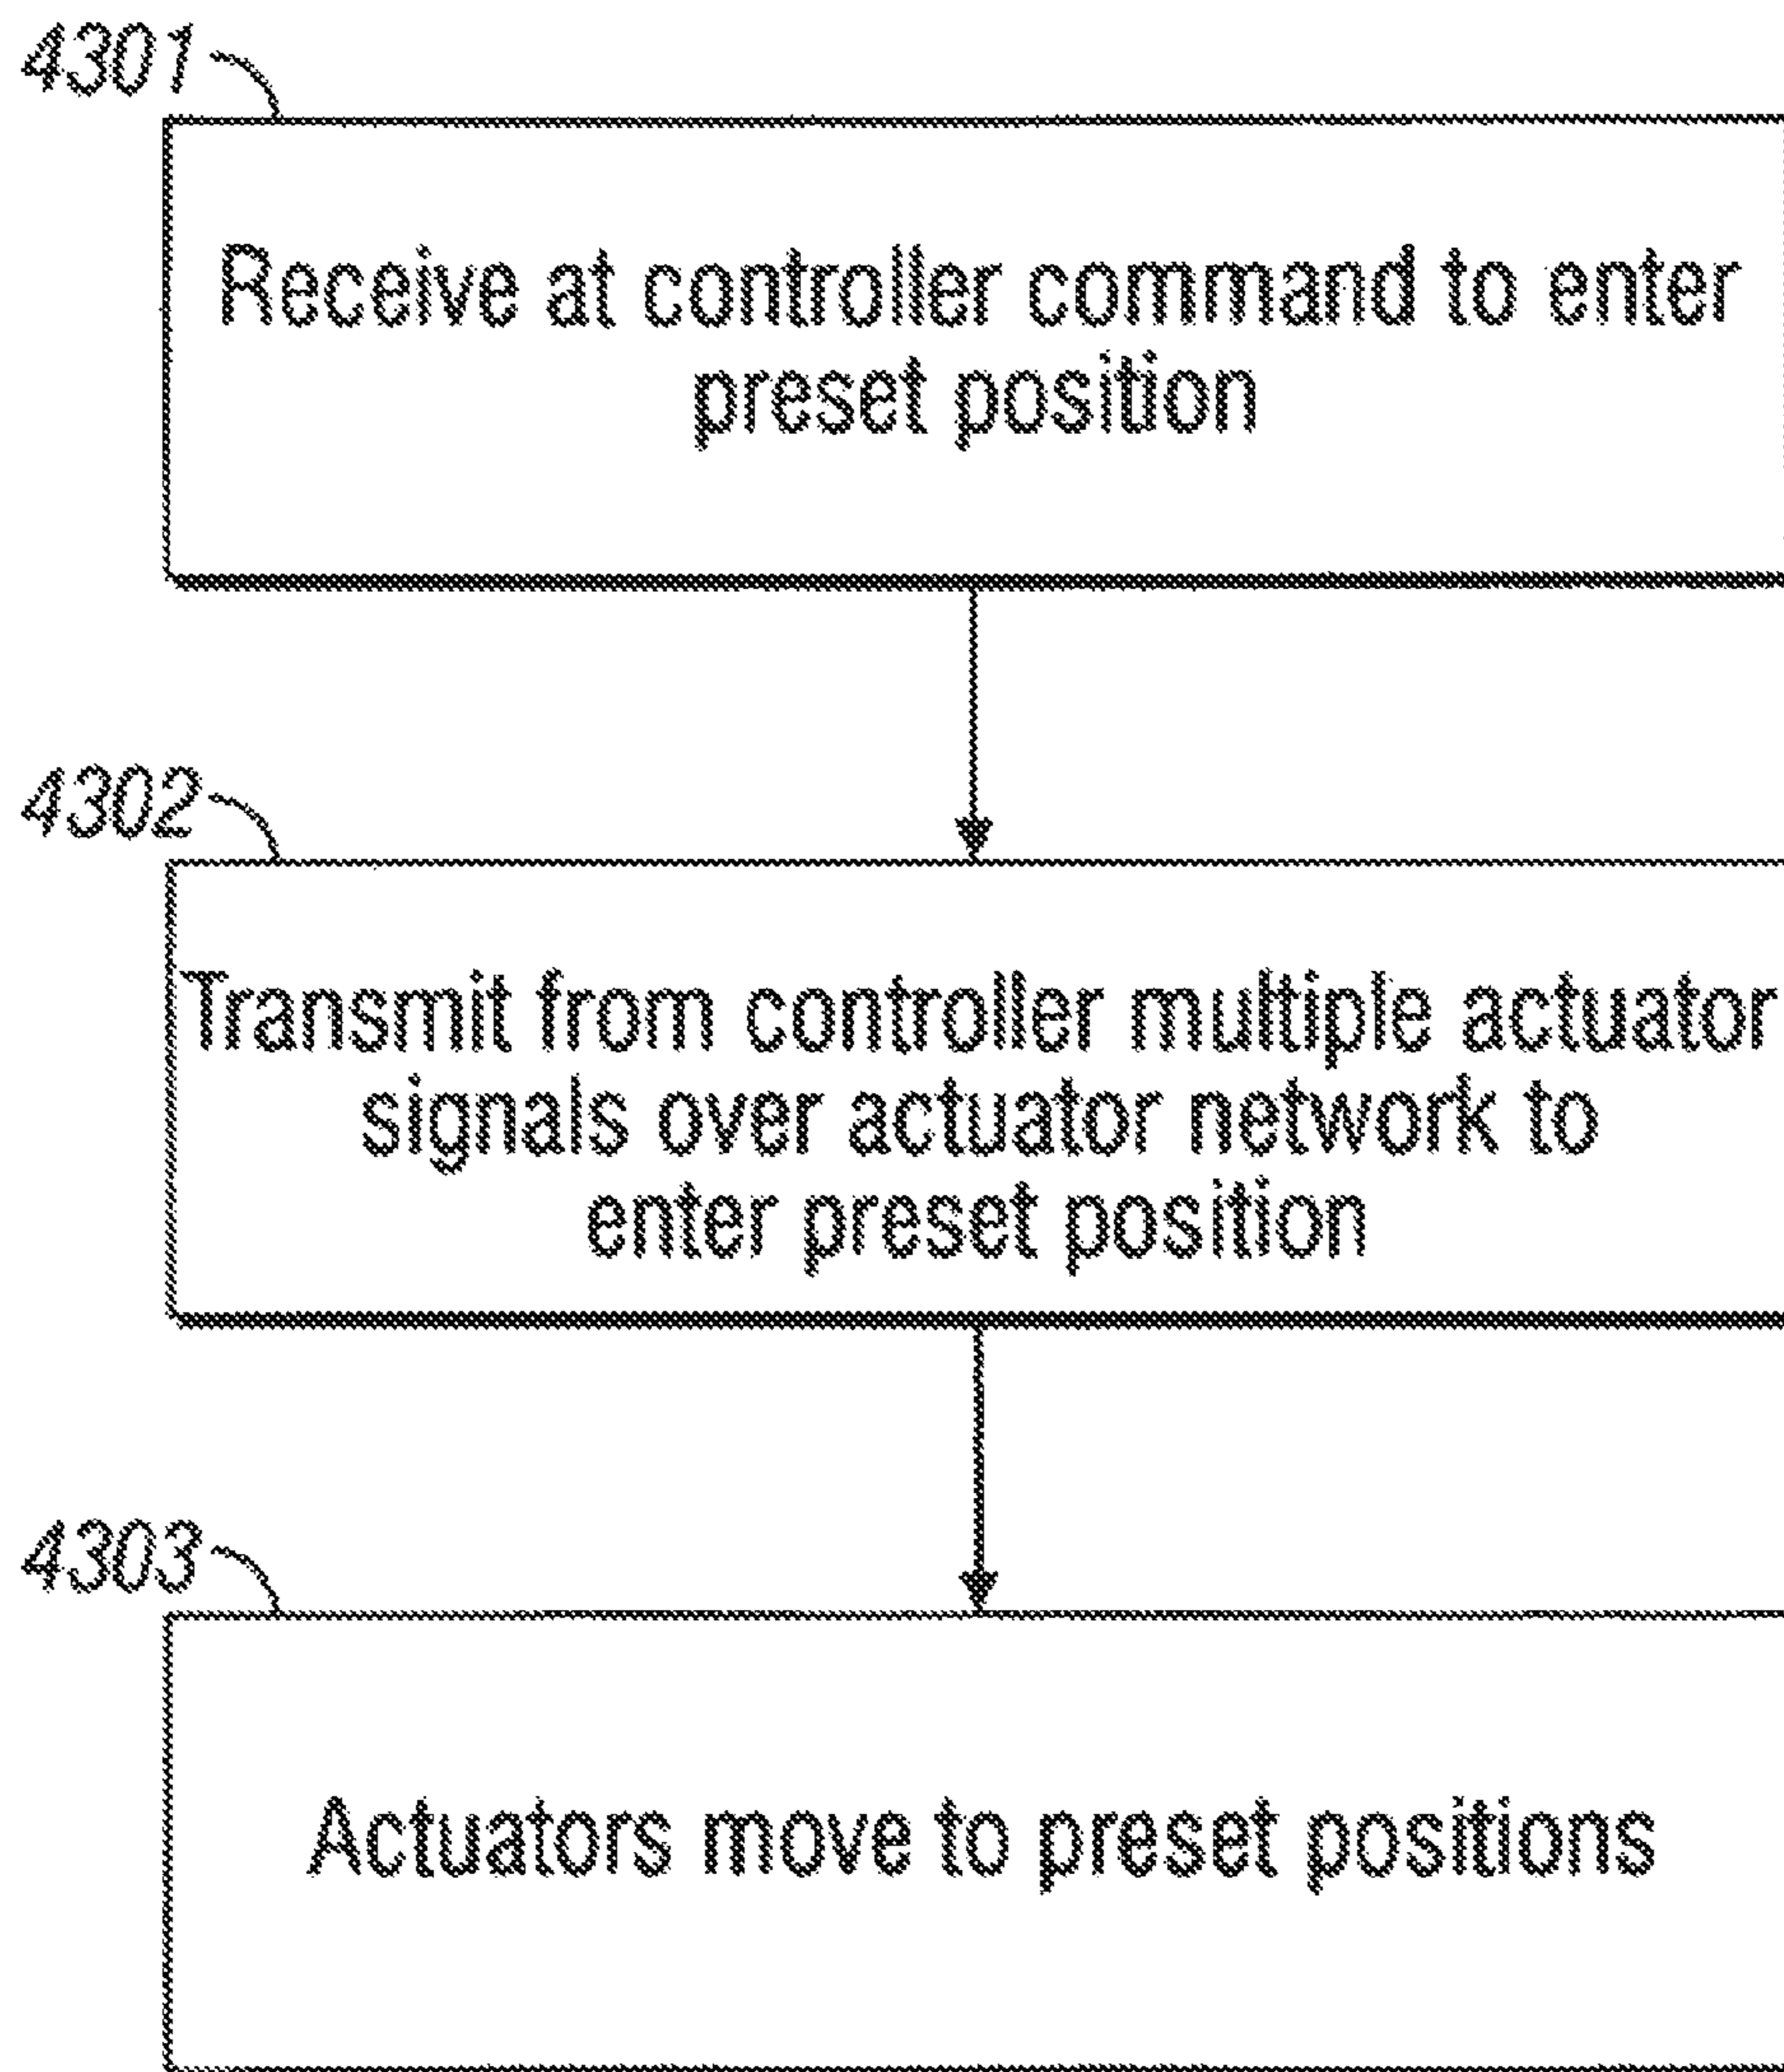 4301
Receive at controller command to enter
preset position
4302
Transmit from controller multiple actuator
signals over actuator network to
enter preset position
4303
Actuators move to preset positions